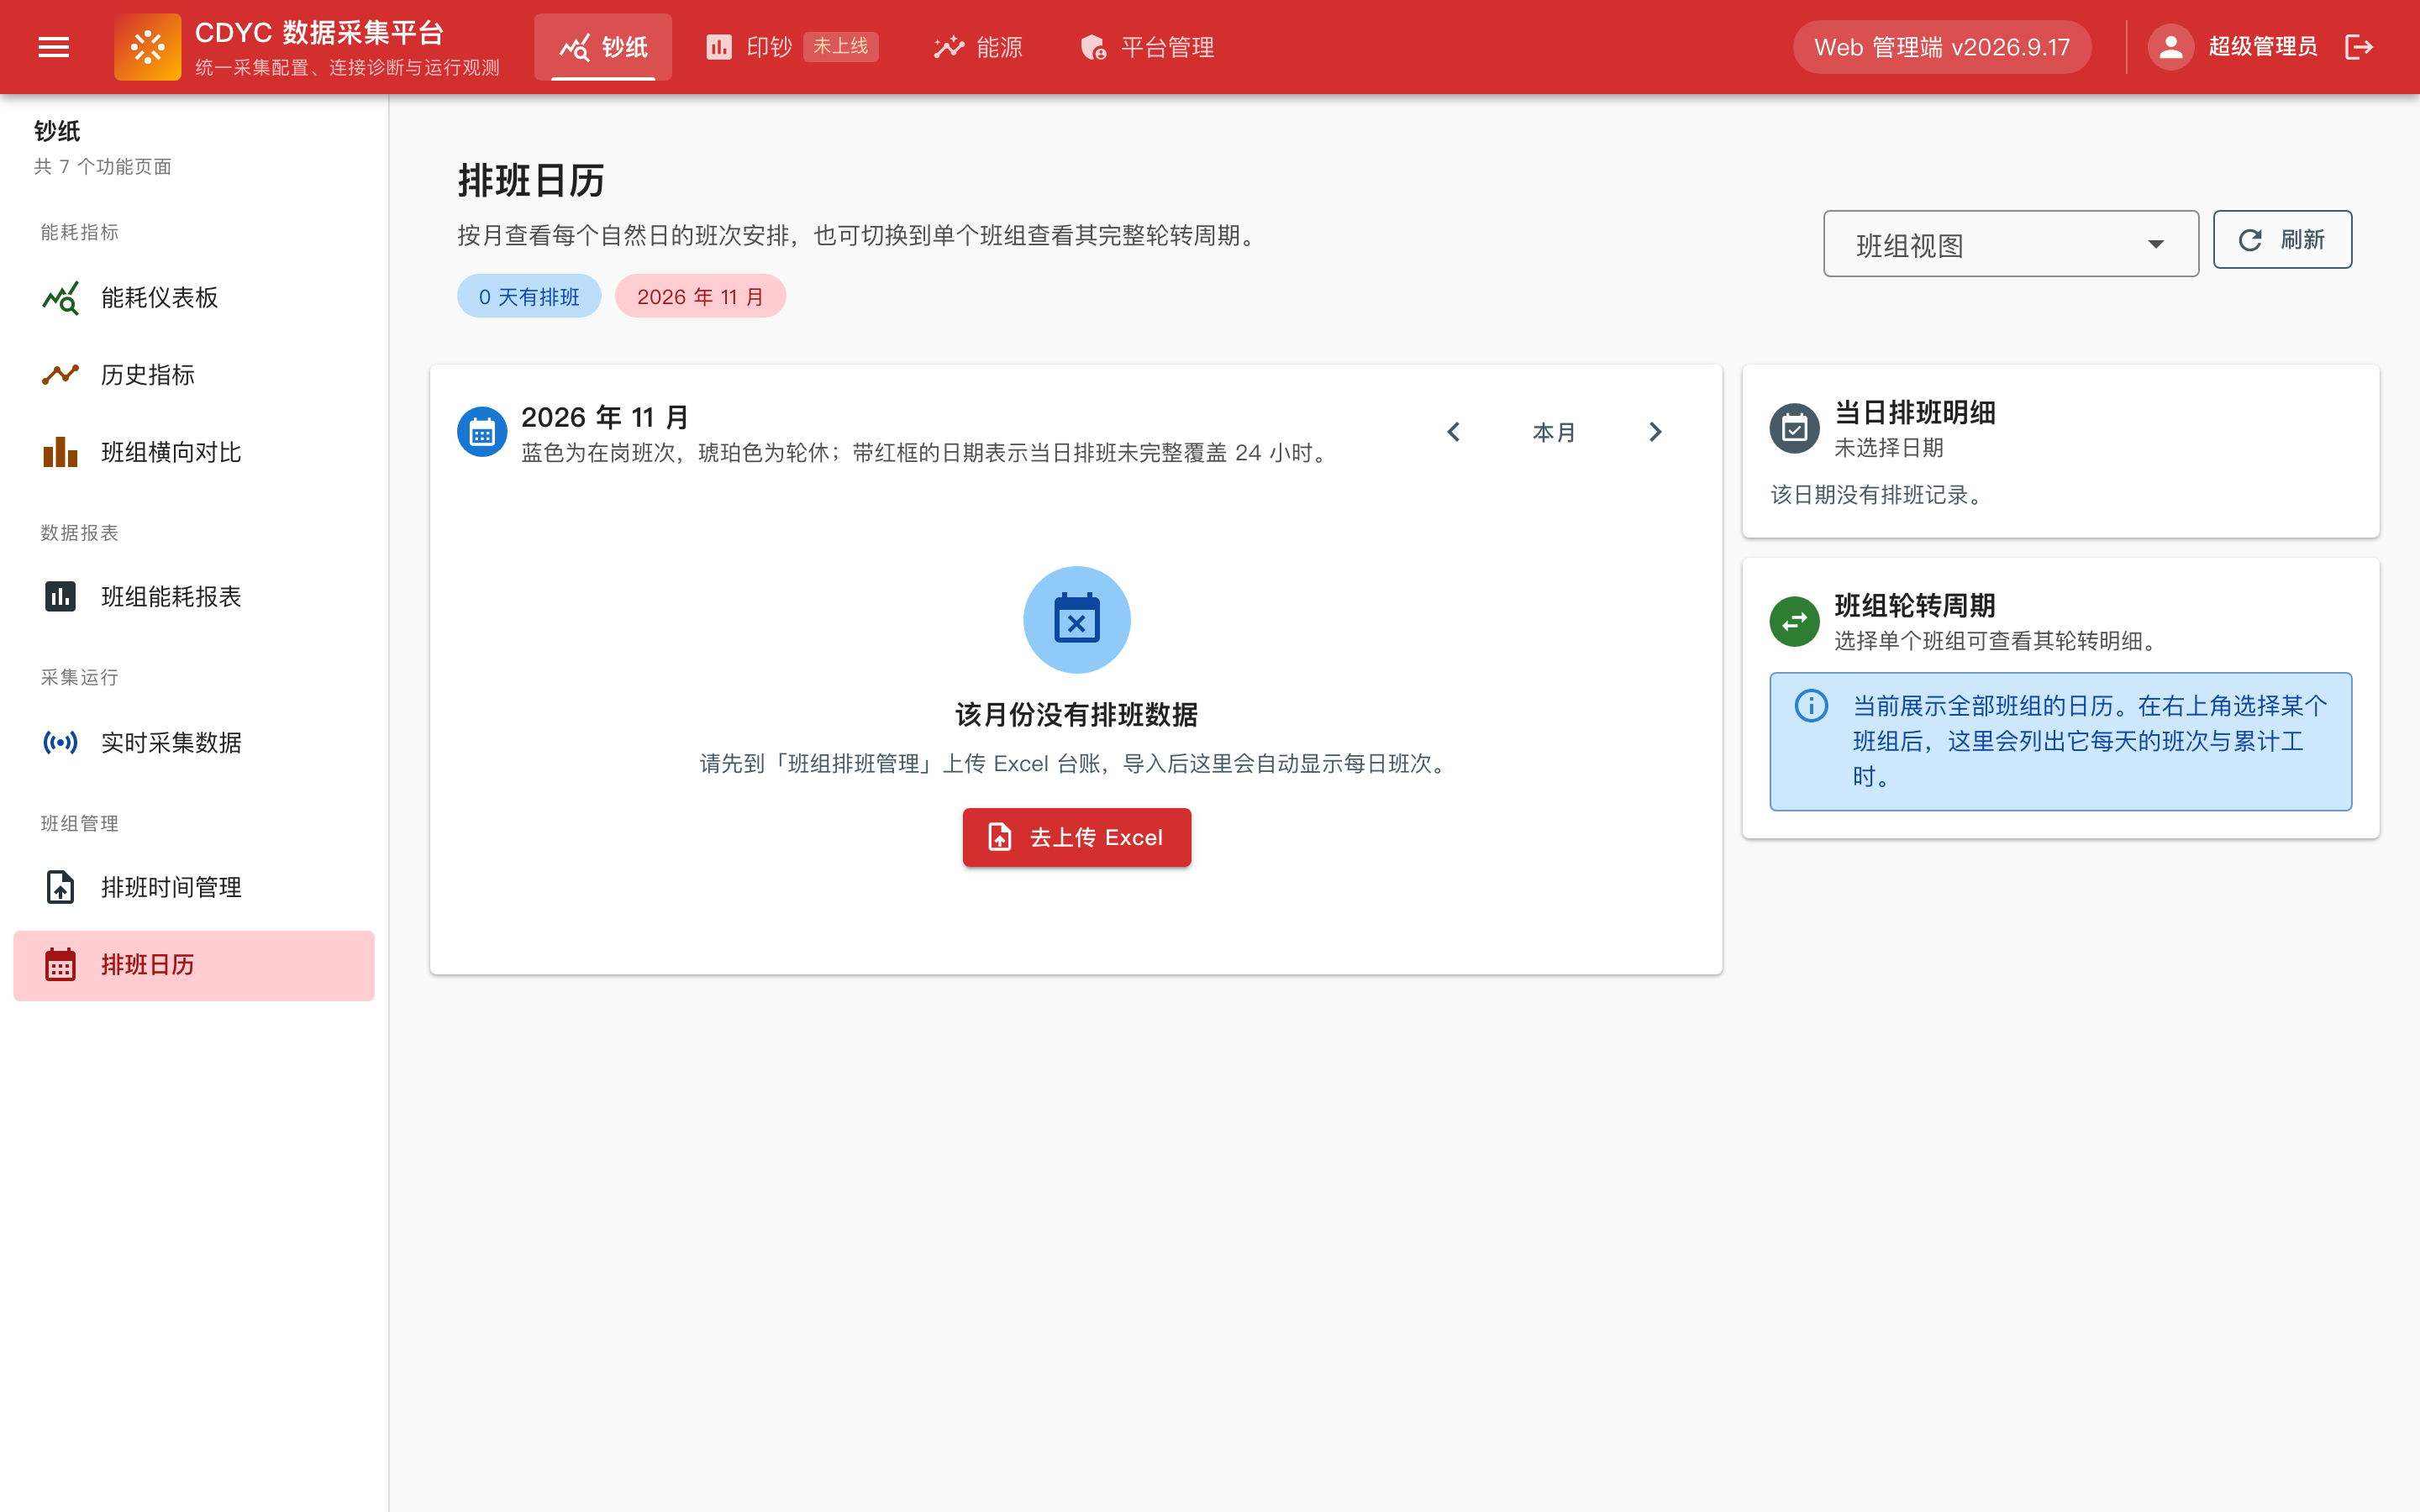 CDYC 数据采集平台
统一采集配置、连接诊断与运行观测
钞纸
印钞 未上线
能源
平台管理
Web 管理端 v2026.9.17
超级管理员
钞纸
共 7 个功能页面
能耗指标
能耗仪表板
历史指标
班组横向对比
数据报表
班组能耗报表
采集运行
实时采集数据
班组管理
排班时间管理
排班日历
排班日历
按月查看每个自然日的班次安排，也可切换到单个班组查看其完整轮转周期。
0 天有排班
2026 年 11 月
班组视图
刷新
2026 年 11 月
蓝色为在岗班次，琥珀色为轮休；带红框的日期表示当日排班未完整覆盖 24 小时。
本月
该月份没有排班数据
请先到「班组排班管理」上传 Excel 台账，导入后这里会自动显示每日班次。
去上传 Excel
当日排班明细
未选择日期
该日期没有排班记录。
班组轮转周期
选择单个班组可查看其轮转明细。
当前展示全部班组的日历。在右上角选择某个
班组后，这里会列出它每天的班次与累计工
时。